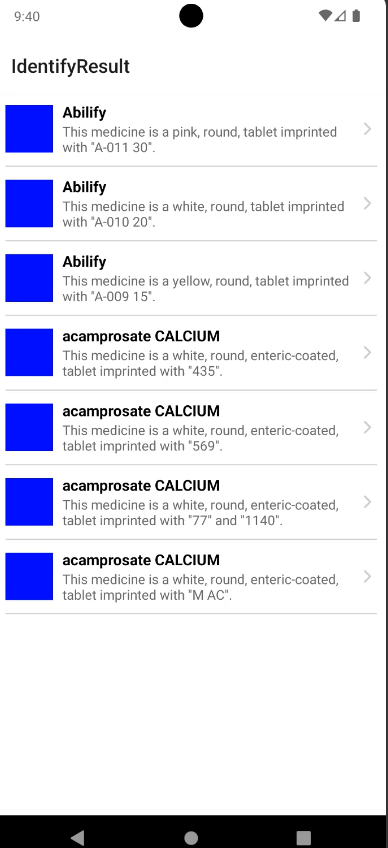 9:40
IdentifyResult
Abilify
This medicine is a pink, round, tablet imprinted
with "A-011 30".
Abilify
This medicine is a white, round, tablet imprinted
with "A-010 20".
Abilify
This medicine is a yellow, round, tablet imprinted
with "A-009 15".
acamprosate CALCIUM
This medicine is a white, round, enteric-coated,
tablet imprinted with "435".
acamprosate CALCIUM
This medicine is a white, round, enteric-coated,
tablet imprinted with "569".
acamprosate CALCIUM
This medicine is a white, round, enteric-coated,
tablet imprinted with "77" and "1140".
acamprosate CALCIUM
This medicine is a white, round, enteric-coated,
tablet imprinted with "M AC".